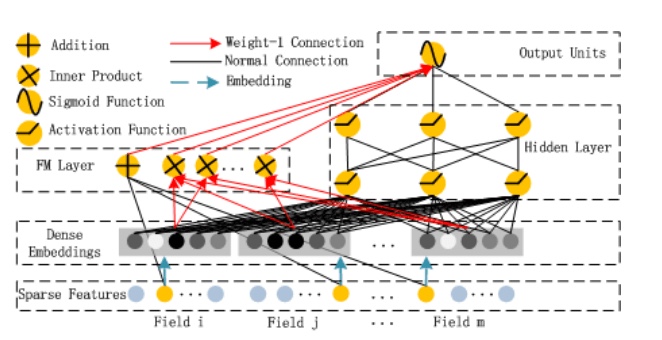 Addition
Weight-1 Connection
Normal Connection
Output Units
Inner Product
Embedding
Sigmoid Function
Activation Function
Hidden Layer
FM Layer
...
Dense
Embeddings
...
Sparse Features
... ... ... ...
Field i Field j ... Field m